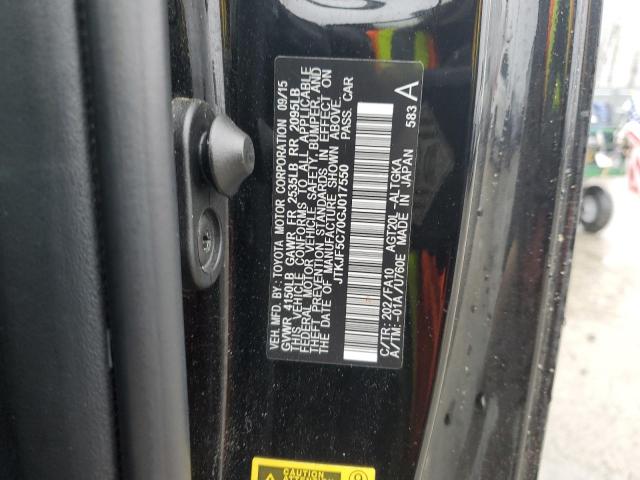 VEH. MFD. BY: TOYOTA MOTOR CORPORATION 09/15
GVWR 4150LB GAWR FR 2535LB RR 2095LB
THIS VEHICLE CONFORMS TO ALL APPLICABLE
FEDERAL MOTOR VEHICLE SAFETY, BUMPER, AND
THEFT PREVENTION STANDARDS IN EFFECT ON
THE DATE OF MANUFACTURE SHOWN ABOVE.
JTKJF5C70GJ017550 PASS. CAR
C/TR: 202/FA10 AGT20L-ALTGKA
A/TM: -01A/U760E MADE IN JAPAN 583 A
CAUTION